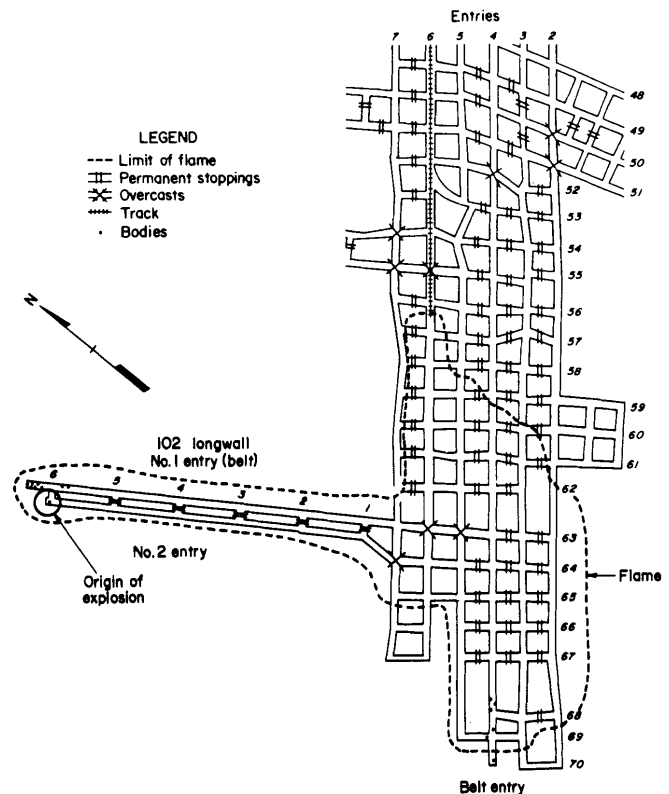 Entries
7 6 5 4 3 2
48
49
50
51
52
53
54
55
56
57
58
59
60
61
62
63
64
65
66
67
68
69
70
LEGEND
Limit of flame
Permanent stoppings
Overcasts
Track
Bodies
N
102 longwall
No.1 entry (belt)
6 5 4 3 2 1
No.2 entry
Origin of
explosion
Flame
Belt entry